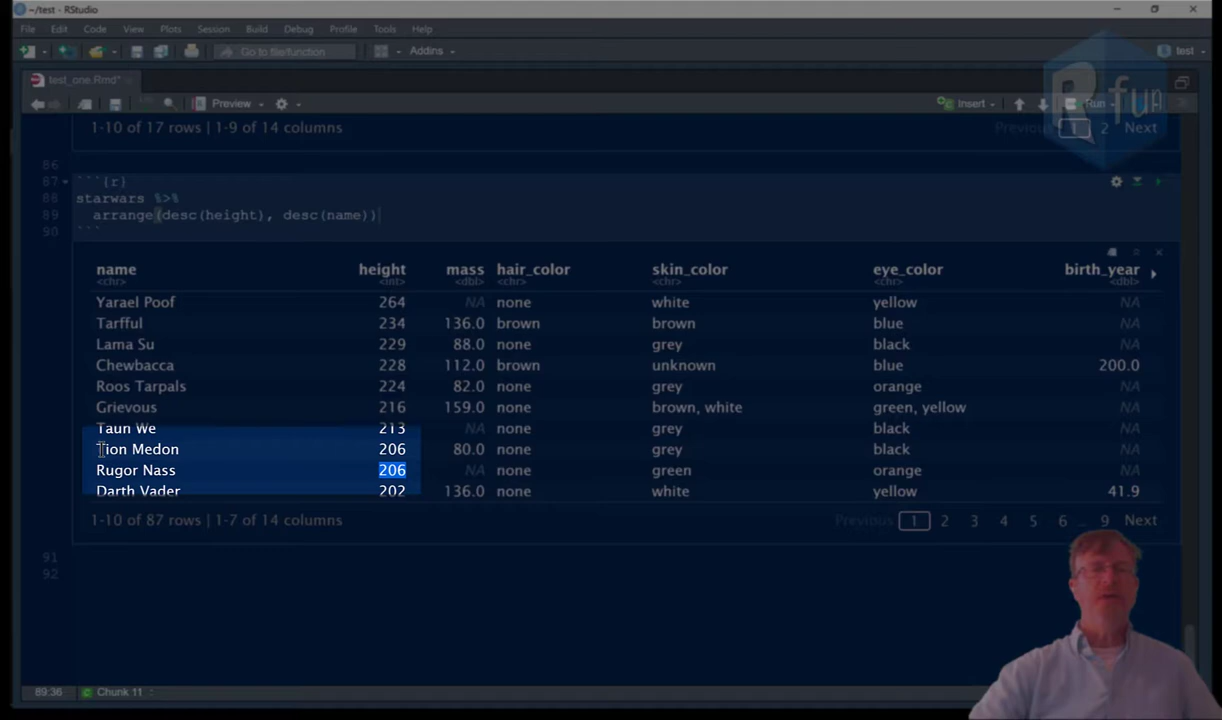 ~/test - RStudio
File Edit Code View Plots Session Build Debug Profile Tools Help
Go to file/function Addins test
test_one.Rmd*
Preview Insert Run
R fun
1-10 of 17 rows | 1-9 of 14 columns Previous 1 2 Next
86
87 ```{r}
88 starwars %>%
89 arrange(desc(height), desc(name))
90 ```
name height mass hair_color skin_color eye_color birth_year
<chr> <int> <dbl> <chr> <chr> <chr> <dbl>
Yarael Poof 264 NA none white yellow NA
Tarfful 234 136.0 brown brown blue NA
Lama Su 229 88.0 none grey black NA
Chewbacca 228 112.0 brown unknown blue 200.0
Roos Tarpals 224 82.0 none grey orange NA
Grievous 216 159.0 none brown, white green, yellow NA
Taun We 213 NA none grey black NA
Tion Medon 206 80.0 none grey black NA
Rugor Nass 206 NA none green orange NA
Darth Vader 202 136.0 none white yellow 41.9
1-10 of 87 rows | 1-7 of 14 columns Previous 1 2 3 4 5 6 ... 9 Next
91
92
89:36 Chunk 11